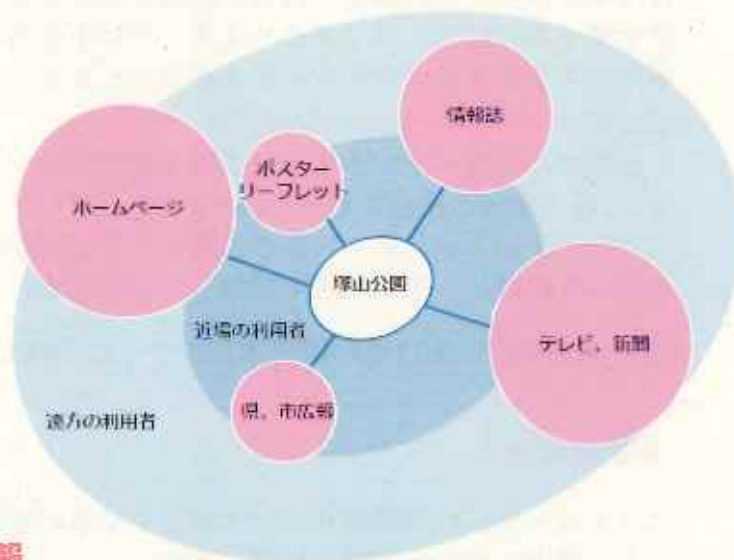 情報誌
ポスター
リーフレット
ホームページ
塚山公園
近場の利用者
テレビ、新聞
県、市広報
遠方の利用者
報